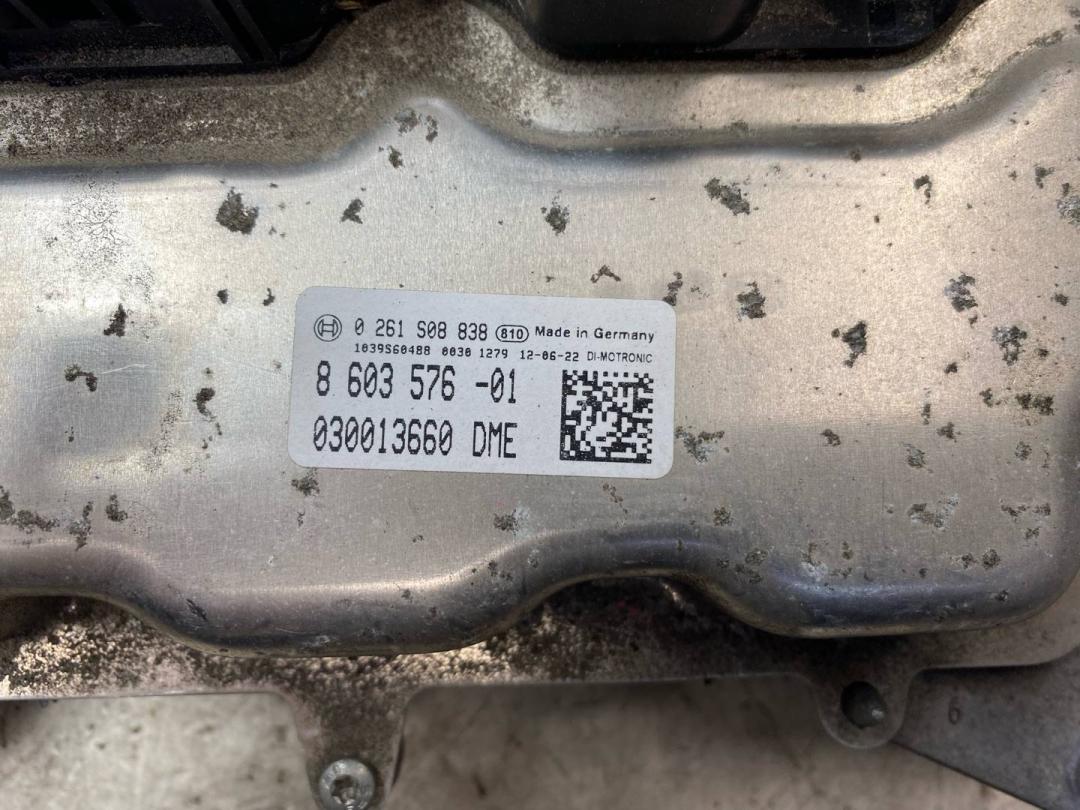 0 261 S08 838 810 Made in Germany
1039S60488 0030 1279 12-06-22 DI-MOTRONIC
8 603 576 -01
030013660 DME
6